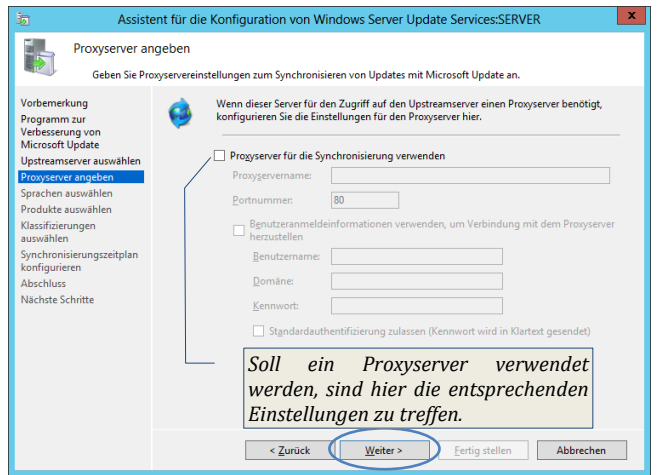 Assistent für die Konfiguration von Windows Server Update Services:SERVER
x
Proxyserver angeben
Geben Sie Proxyservereinstellungen zum Synchronisieren von Updates mit Microsoft Update an.
Vorbemerkung
Programm zur
Verbesserung von
Microsoft Update
Upstreamserver auswählen
Proxyserver angeben
Sprachen auswählen
Produkte auswählen
Klassifizierungen
auswählen
Synchronisierungszeitplan
konfigurieren
Abschluss
Nächste Schritte
Wenn dieser Server für den Zugriff auf den Upstreamserver einen Proxyserver benötigt,
konfigurieren Sie die Einstellungen für den Proxyserver hier.
Proxyserver für die Synchronisierung verwenden
Proxyservername:
Portnummer: 80
Benutzeranmeldeinformationen verwenden, um Verbindung mit dem Proxyserver
herzustellen
Benutzername:
Domäne:
Kennwort:
Standardauthentifizierung zulassen (Kennwort wird in Klartext gesendet)
Soll ein Proxyserver verwendet
werden, sind hier die entsprechenden
Einstellungen zu treffen.
< Zurück Weiter > Fertig stellen Abbrechen